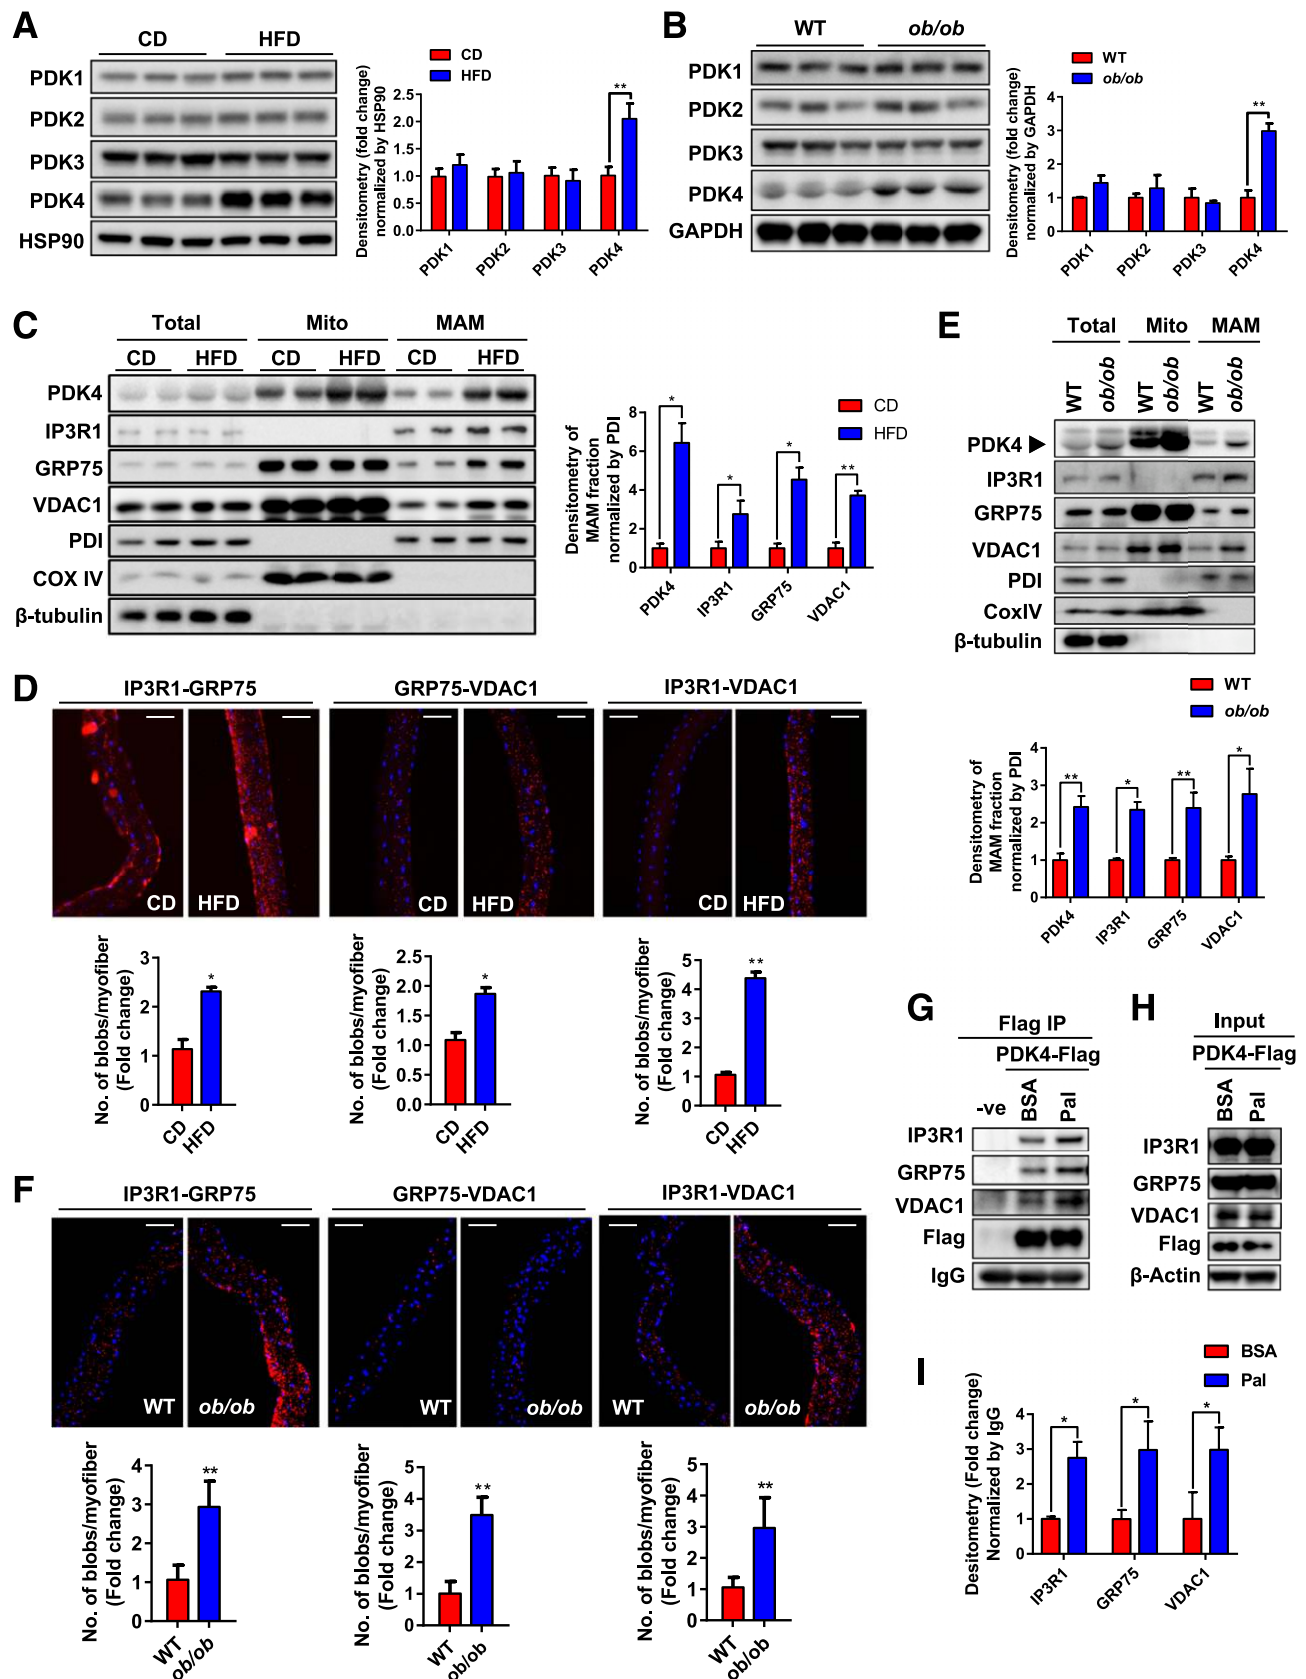 A
CD HFD
PDK1
PDK2
PDK3
PDK4
HSP90
CD
HFD
Densitometry (fold change)
normalized by HSP90
2.5
2.0
1.5
1.0
0.5
0.0
PDK1 PDK2 PDK3 PDK4
**
B
WT ob/ob
PDK1
PDK2
PDK3
PDK4
GAPDH
WT
ob/ob
Densitometry (fold change)
normalized by GAPDH
4
3
2
1
0
PDK1 PDK2 PDK3 PDK4
**
C
Total Mito MAM
CD HFD CD HFD CD HFD
PDK4
IP3R1
GRP75
VDAC1
PDI
COX IV
β-tubulin
CD
HFD
Densitometry of
MAM fraction
normalized by PDI
8
6
4
2
0
* * * **
PDK4 IP3R1 GRP75 VDAC1
E
Total Mito MAM
WT ob/ob WT ob/ob WT ob/ob
PDK4
IP3R1
GRP75
VDAC1
PDI
CoxIV
β-tubulin
WT
ob/ob
Densitometry of
MAM fraction
normalized by PDI
4
3
2
1
0
** * ** *
PDK4 IP3R1 GRP75 VDAC1
D
IP3R1-GRP75 GRP75-VDAC1 IP3R1-VDAC1
CD HFD CD HFD CD HFD
No. of blobs/myofiber
(Fold change)
3
2
1
0
*
CD HFD
No. of blobs/myofiber
(Fold change)
2.5
2.0
1.5
1.0
0.5
0.0
*
CD HFD
No. of blobs/myofiber
(Fold change)
5
4
3
2
1
0
**
CD HFD
F
IP3R1-GRP75 GRP75-VDAC1 IP3R1-VDAC1
WT ob/ob WT ob/ob WT ob/ob
No. of blobs/myofiber
(Fold change)
4
3
2
1
0
**
WT ob/ob
No. of blobs/myofiber
(Fold change)
5
4
3
2
1
0
**
WT ob/ob
No. of blobs/myofiber
(Fold change)
5
4
3
2
1
0
**
WT ob/ob
G
Flag IP
PDK4-Flag
-ve BSA Pal
IP3R1
GRP75
VDAC1
Flag
IgG
H
Input
PDK4-Flag
BSA Pal
IP3R1
GRP75
VDAC1
Flag
β-Actin
I
BSA
Pal
Desitometry (Fold change)
Normalized by IgG
4
3
2
1
0
* * *
IP3R1 GRP75 VDAC1